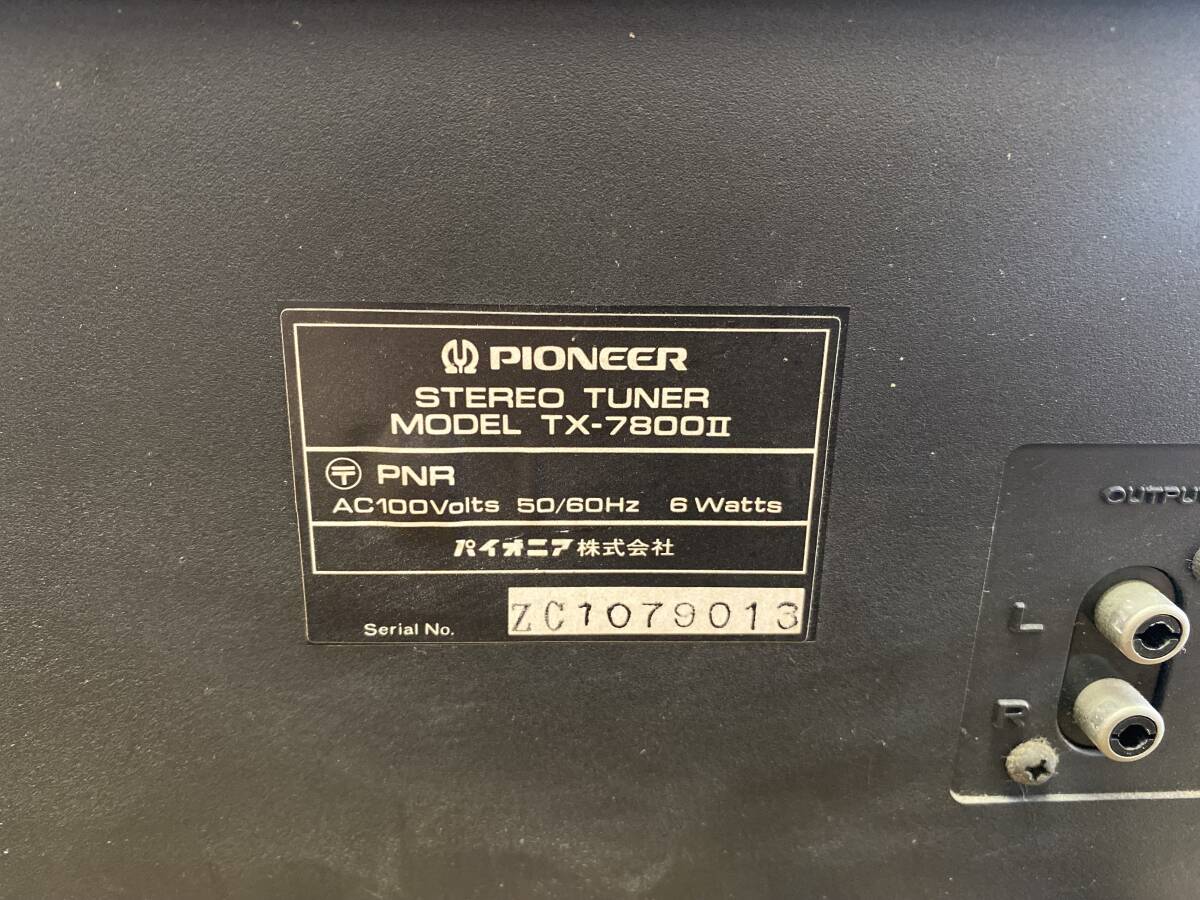 PIONEER
STEREO TUNER
MODEL TX-7800II
〶 PNR
AC100Volts 50/60Hz 6 Watts
パイオニア株式会社
Serial No. ZC1079013
L
R